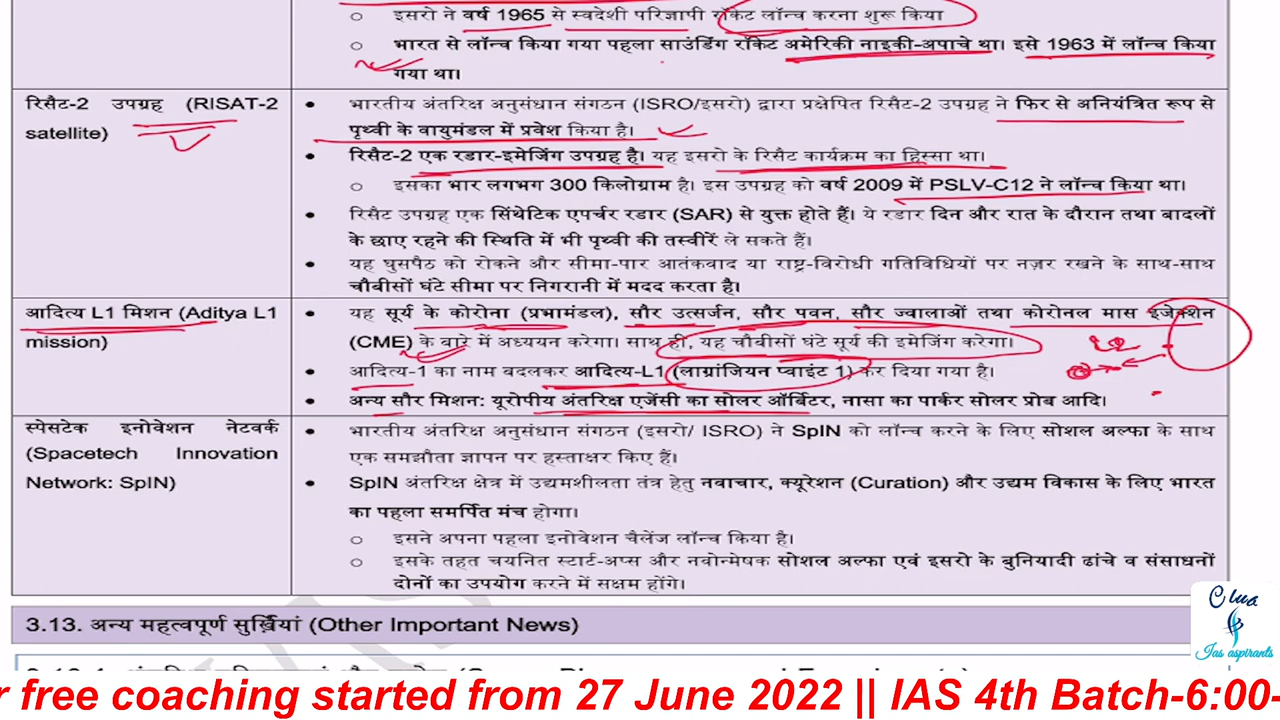 ○ इसरो ने वर्ष 1965 से स्वदेशी परिज्ञापी रॉकेट लॉन्च करना शुरू किया
○ भारत से लॉन्च किया गया पहला साउंडिंग रॉकेट अमेरिकी नाइकी-अपाचे था। इसे 1963 में लॉन्च किया
गया था।
रिसैट-2 उपग्रह (RISAT-2
satellite)
• भारतीय अंतरिक्ष अनुसंधान संगठन (ISRO/इसरो) द्वारा प्रक्षेपित रिसैट-2 उपग्रह ने फिर से अनियंत्रित रूप से
पृथ्वी के वायुमंडल में प्रवेश किया है।
• रिसैट-2 एक रडार-इमेजिंग उपग्रह है। यह इसरो के रिसैट कार्यक्रम का हिस्सा था।
○ इसका भार लगभग 300 किलोग्राम है। इस उपग्रह को वर्ष 2009 में PSLV-C12 ने लॉन्च किया था।
• रिसैट उपग्रह एक सिंथेटिक एपर्चर रडार (SAR) से युक्त होते हैं। ये रडार दिन और रात के दौरान तथा बादलों
के छाए रहने की स्थिति में भी पृथ्वी की तस्वीरें ले सकते हैं।
• यह घुसपैठ को रोकने और सीमा-पार आतंकवाद या राष्ट्र-विरोधी गतिविधियों पर नज़र रखने के साथ-साथ
चौबीसों घंटे सीमा पर निगरानी में मदद करता है।
आदित्य L1 मिशन (Aditya L1
mission)
• यह सूर्य के कोरोना (प्रभामंडल), सौर उत्सर्जन, सौर पवन, सौर ज्वालाओं तथा कोरोनल मास इजेक्शन
(CME) के बारे में अध्ययन करेगा। साथ ही, यह चौबीसों घंटे सूर्य की इमेजिंग करेगा।
• आदित्य-1 का नाम बदलकर आदित्य-L1 (लाग्रांजियन प्वाइंट 1) कर दिया गया है।
• अन्य सौर मिशन: यूरोपीय अंतरिक्ष एजेंसी का सोलर ऑर्बिटर, नासा का पार्कर सोलर प्रोब आदि।
स्पेसटेक इनोवेशन नेटवर्क
(Spacetech Innovation
Network: SpIN)
• भारतीय अंतरिक्ष अनुसंधान संगठन (इसरो/ ISRO) ने SpIN को लॉन्च करने के लिए सोशल अल्फा के साथ
एक समझौता ज्ञापन पर हस्ताक्षर किए हैं।
• SpIN अंतरिक्ष क्षेत्र में उद्यमशीलता तंत्र हेतु नवाचार, क्यूरेशन (Curation) और उद्यम विकास के लिए भारत
का पहला समर्पित मंच होगा।
○ इसने अपना पहला इनोवेशन चैलेंज लॉन्च किया है।
○ इसके तहत चयनित स्टार्ट-अप्स और नवोन्मेषक सोशल अल्फा एवं इसरो के बुनियादी ढांचे व संसाधनों
दोनों का उपयोग करने में सक्षम होंगे।
3.13. अन्य महत्वपूर्ण सुर्ख़ियां (Other Important News)
Ias aspirants
r free coaching started from 27 June 2022 || IAS 4th Batch-6:00-